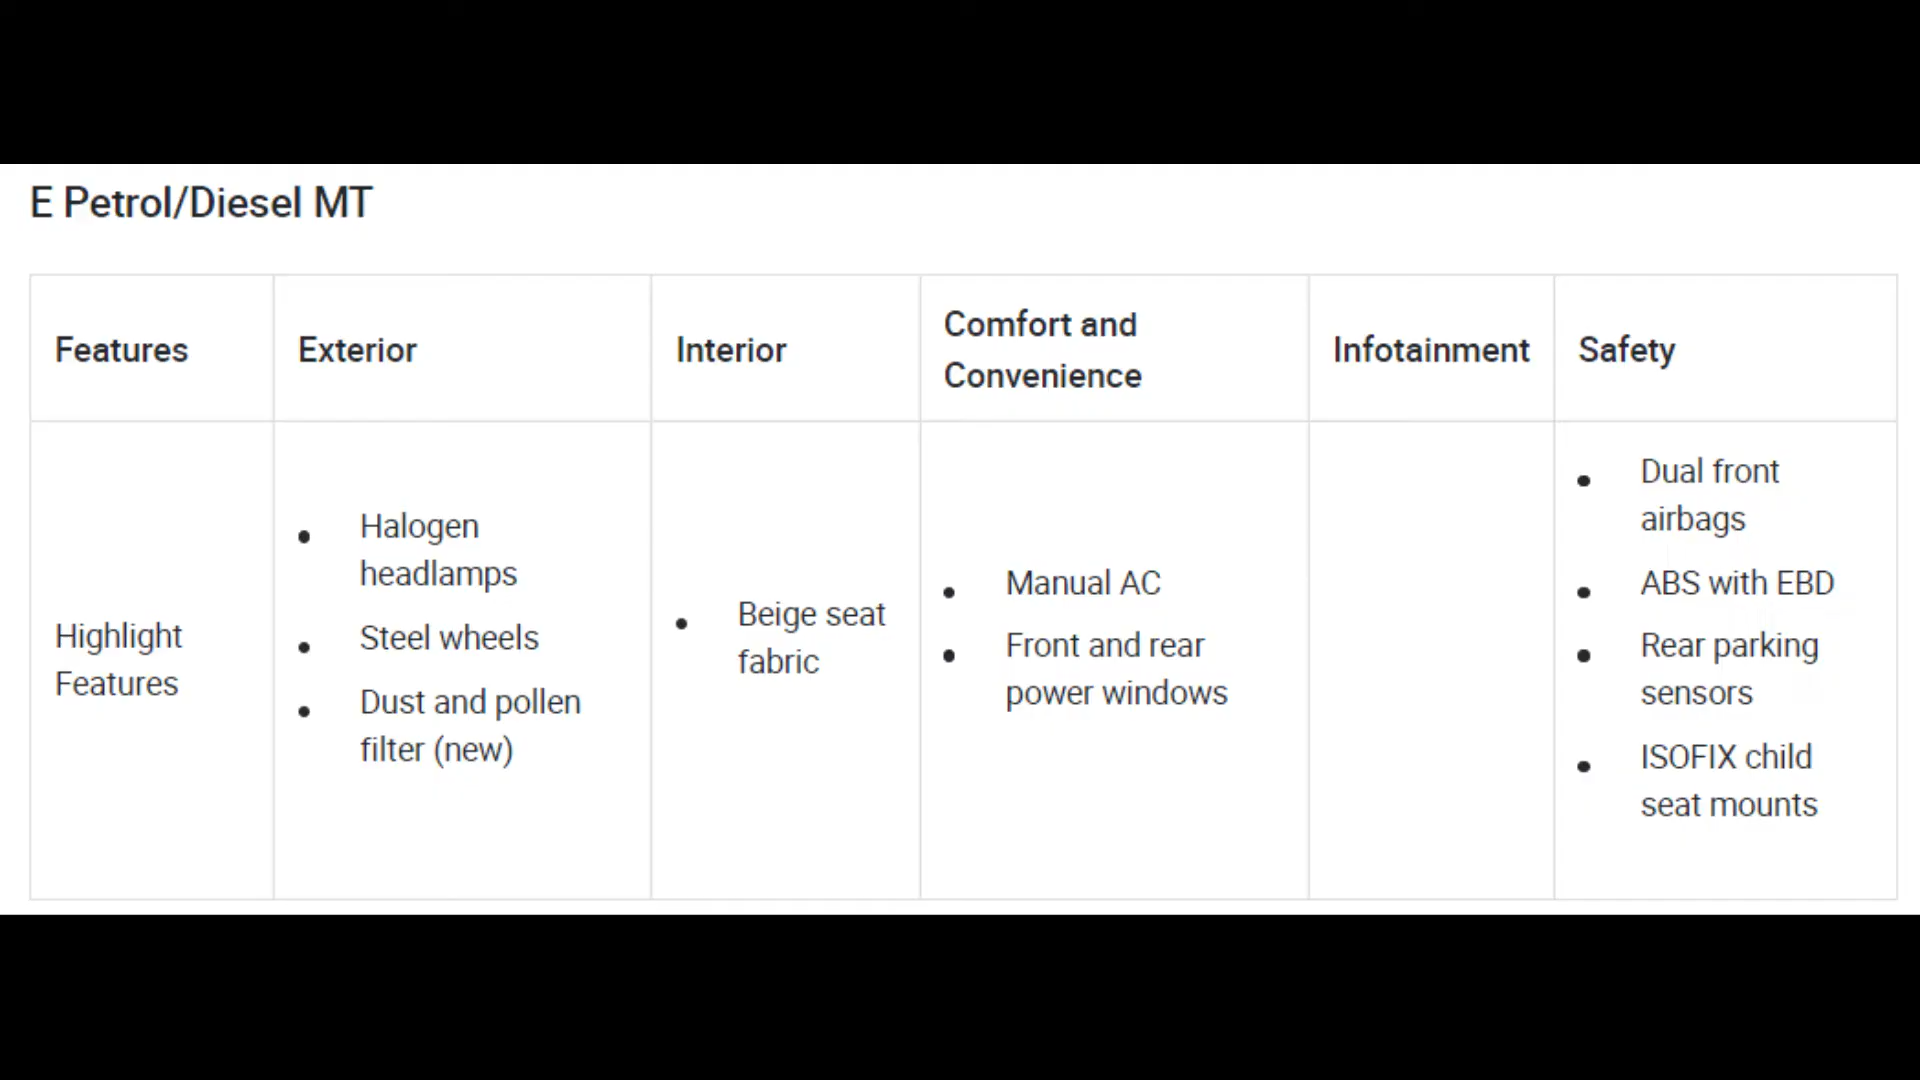 E Petrol/Diesel MT
Features
Exterior
Interior
Comfort and
Convenience
Infotainment
Safety
Highlight
Features
Halogen
headlamps
Steel wheels
Dust and pollen
filter (new)
Beige seat
fabric
Manual AC
Front and rear
power windows
Dual front
airbags
ABS with EBD
Rear parking
sensors
ISOFIX child
seat mounts